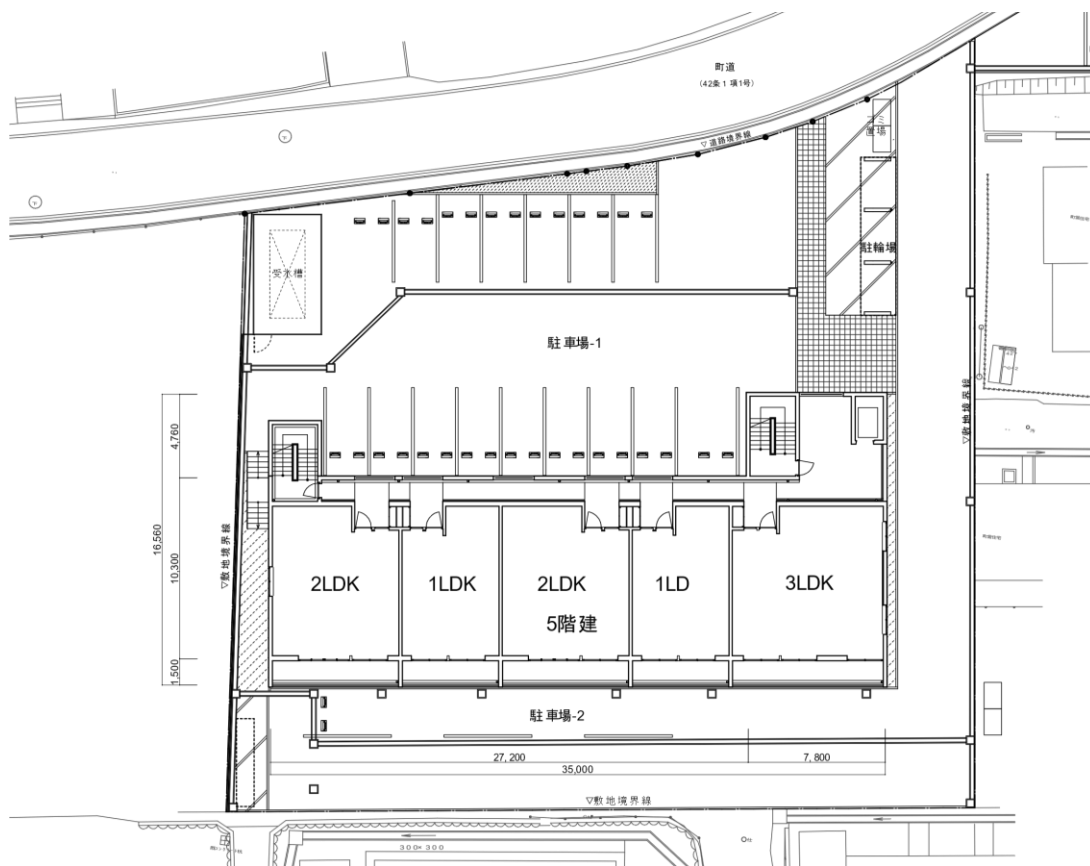 町道
(42条1項1号)
▽道路境界線
置場
駐輪場
受水槽
駐車場-1
▽敷地境界線
4,760
16,560
10,300
1,500
▽敷地境界線
2LDK
1LDK
2LDK
1LD
3LDK
5階建
駐車場-2
27,200
7,800
35,000
▽敷地境界線
300×300